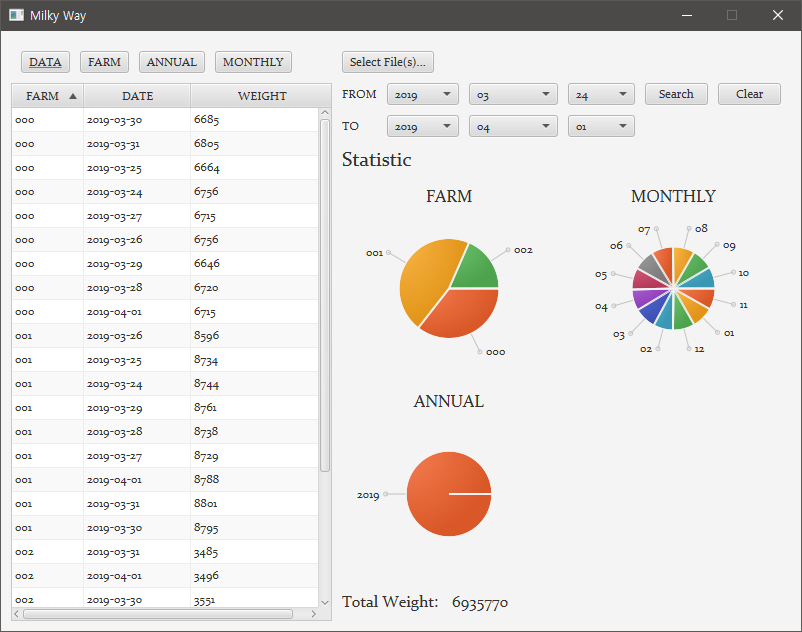 Milky Way
DATA FARM ANNUAL MONTHLY Select File(s)...
FROM 2019 03 24 Search Clear
TO 2019 04 01
FARM DATE WEIGHT
000 2019-03-30 6685
000 2019-03-31 6805
000 2019-03-25 6664
000 2019-03-24 6756
000 2019-03-27 6715
000 2019-03-26 6756
000 2019-03-29 6646
000 2019-03-28 6720
000 2019-04-01 6715
001 2019-03-26 8596
001 2019-03-25 8734
001 2019-03-24 8744
001 2019-03-29 8761
001 2019-03-28 8738
001 2019-03-27 8729
001 2019-04-01 8788
001 2019-03-31 8801
001 2019-03-30 8795
002 2019-03-31 3485
002 2019-04-01 3496
002 2019-03-30 3551
Statistic
FARM
001
002
000
MONTHLY
07
08
06
09
05
10
04
11
03
01
02
12
ANNUAL
2019
Total Weight: 6935770